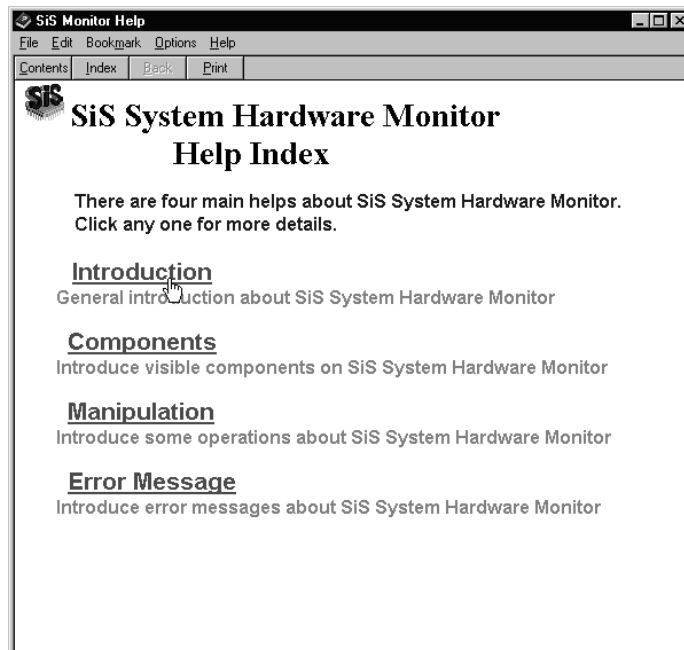 SiS Monitor Help
File Edit Bookmark Options Help
Contents Index Back Print
SiS
SiS System Hardware Monitor
Help Index
There are four main helps about SiS System Hardware Monitor.
Click any one for more details.
Introduction
General introduction about SiS System Hardware Monitor
Components
Introduce visible components on SiS System Hardware Monitor
Manipulation
Introduce some operations about SiS System Hardware Monitor
Error Message
Introduce error messages about SiS System Hardware Monitor